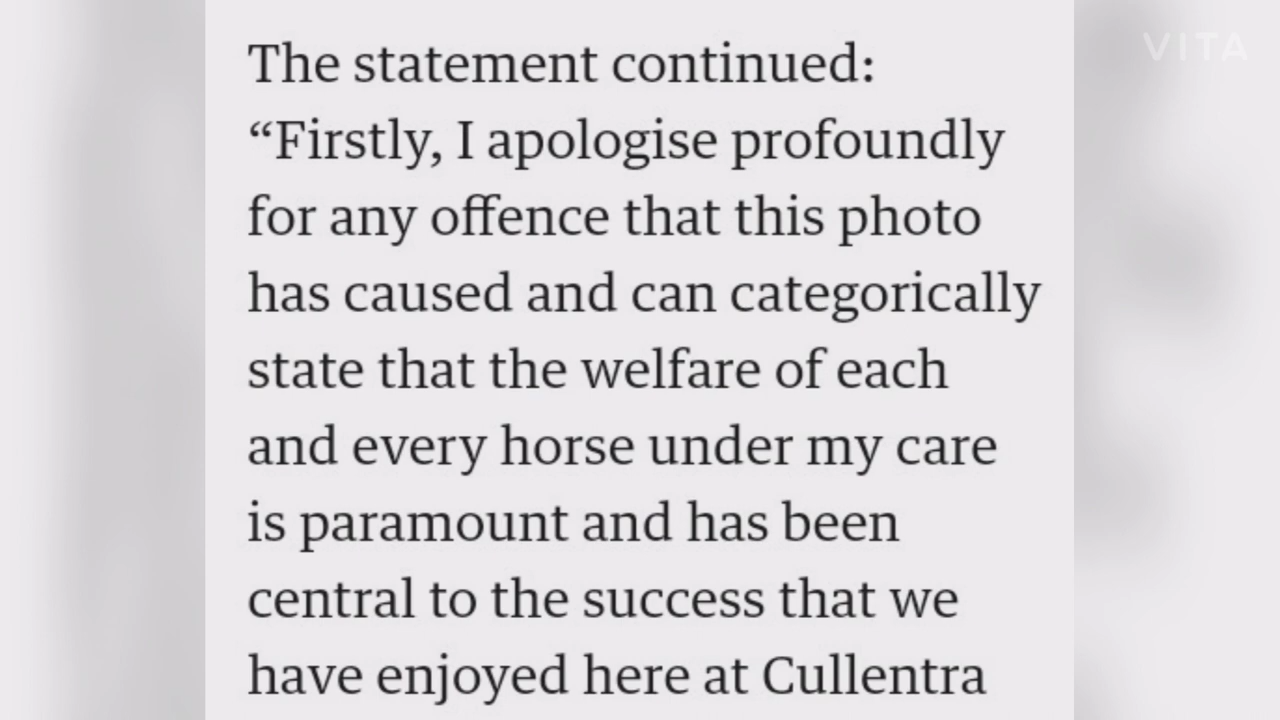 VITA
The statement continued:
“Firstly, I apologise profoundly
for any offence that this photo
has caused and can categorically
state that the welfare of each
and every horse under my care
is paramount and has been
central to the success that we
have enjoyed here at Cullentra